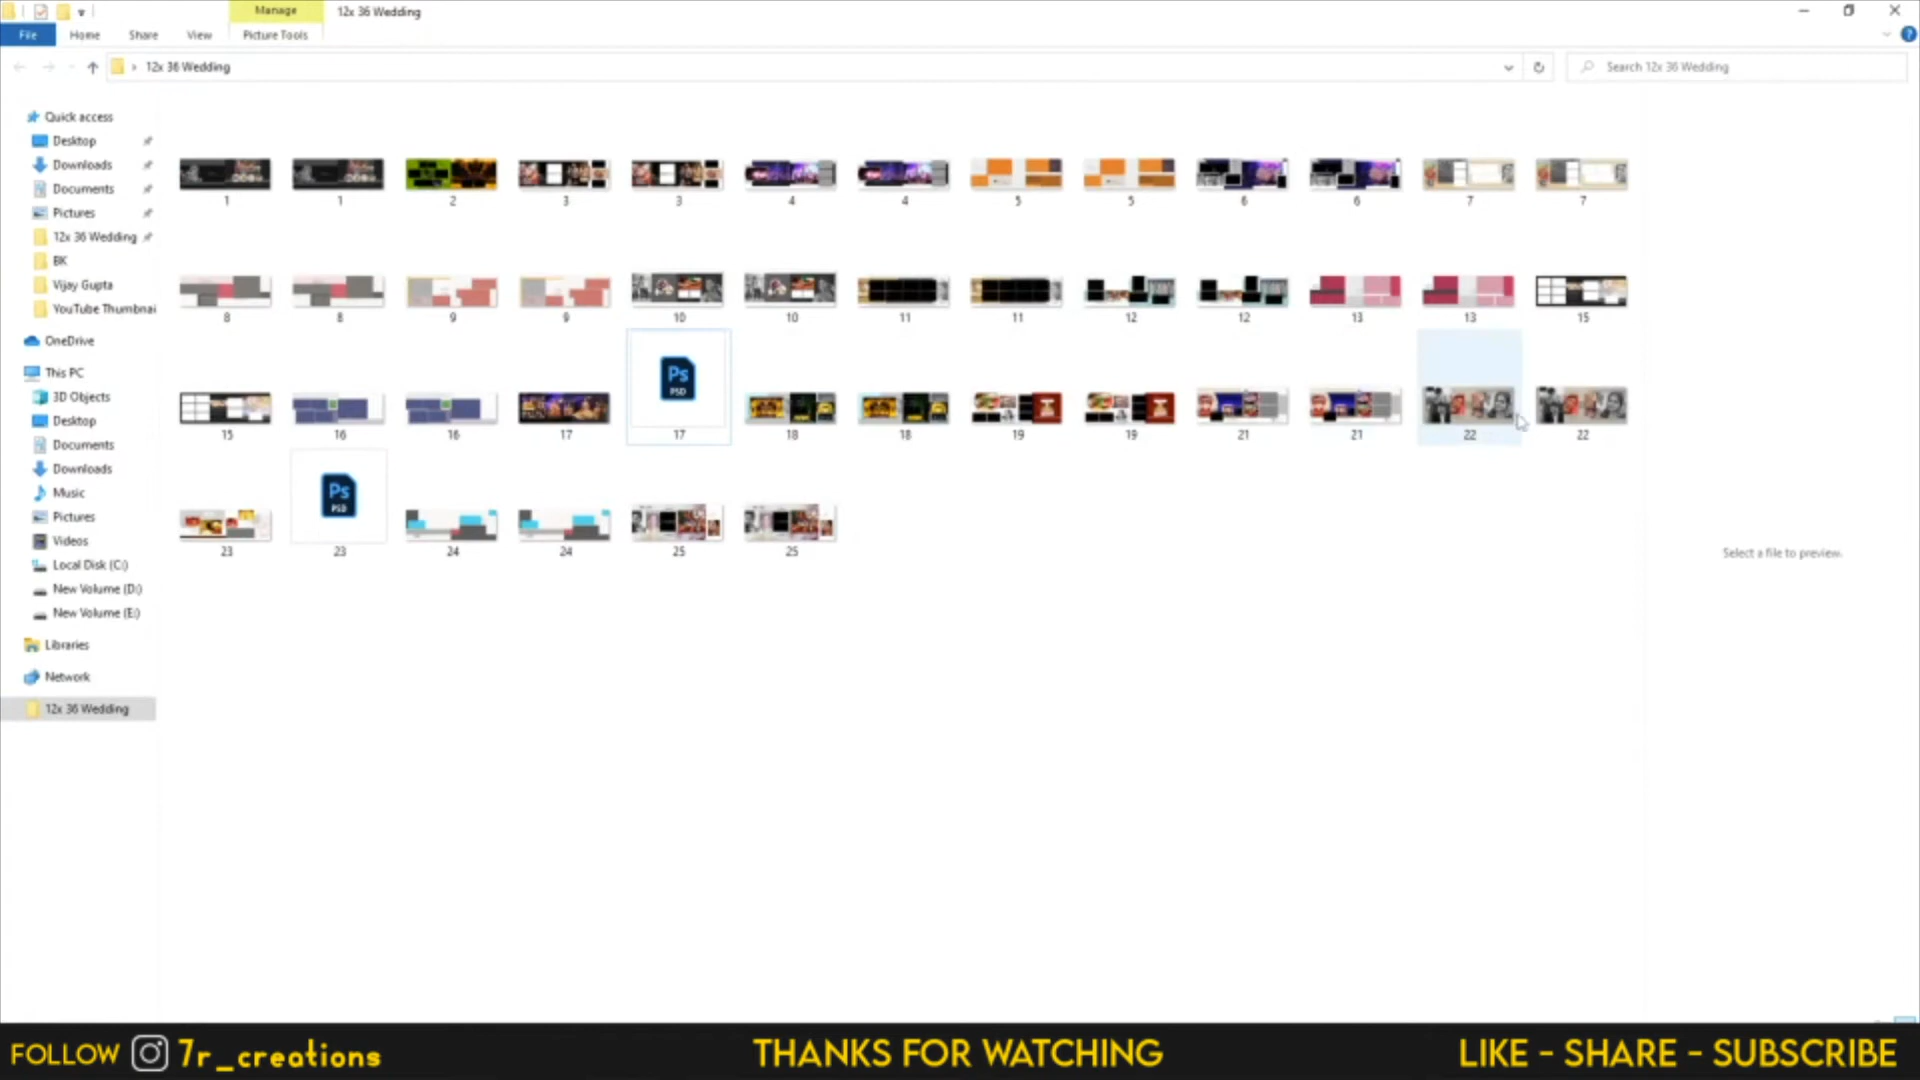 Manage
12x 36 Wedding
File
Home
Share
View
Picture Tools
12x 36 Wedding
Search 12x 36 Wedding
Quick access
Desktop
Downloads
Documents
Pictures
12x 36 Wedding
BK
Vijay Gupta
YouTube Thumbnai
OneDrive
This PC
3D Objects
Desktop
Documents
Downloads
Music
Pictures
Videos
Local Disk (C:)
New Volume (D:)
New Volume (E:)
Libraries
Network
12x 36 Wedding
1 1 2 3 3 4 4 5 5 6 6 7 7
8 8 9 9 10 10 11 11 12 12 13 13 15
Ps
PSD
15 16 16 17 17 18 18 19 19 21 21 22 22
Ps
PSD
23 23 24 24 25 25
Select a file to preview.
FOLLOW 7r_creations
THANKS FOR WATCHING
LIKE - SHARE - SUBSCRIBE